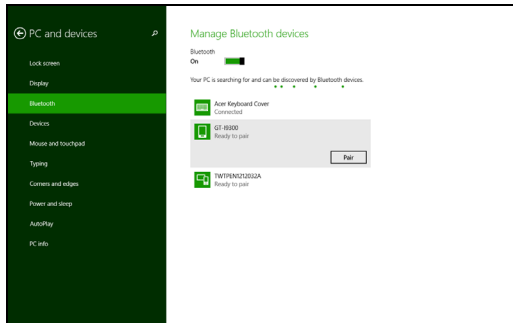 PC and devices
Lock screen
Display
Bluetooth
Devices
Mouse and touchpad
Typing
Corners and edges
Power and sleep
AutoPlay
PC info
Manage Bluetooth devices
Bluetooth
On
Your PC is searching for and can be discovered by Bluetooth devices.
Acer Keyboard Cover
Connected
GT-I9300
Ready to pair
Pair
TWTPEN1212032A
Ready to pair